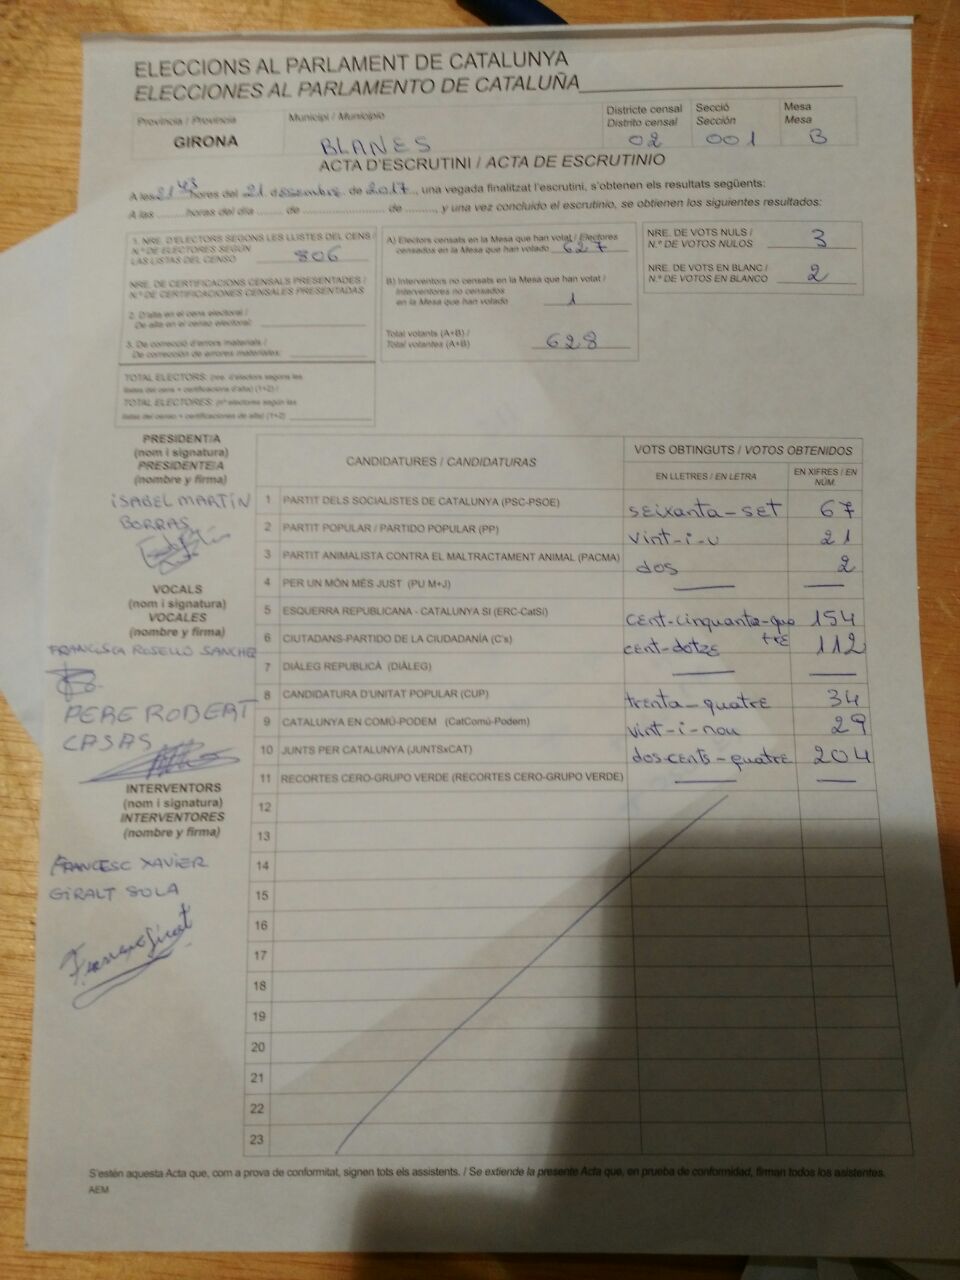 ELECCIONS AL PARLAMENT DE CATALUNYA
ELECCIONES AL PARLAMENTO DE CATALUÑA
Província / Provincia
GIRONA
Municipi / Municipio
BLANES
Districte censal
Distrito censal
02
Secció
Sección
001
Mesa
Mesa
B
ACTA D'ESCRUTINI / ACTA DE ESCRUTINIO
A les 21 43 hores del 21 desembre de 2017, una vegada finalitzat l'escrutini, s'obtenen els resultats següents:
A las ........ horas del día ....... de ........................ de ........, y una vez concluido el escrutinio, se obtienen los siguientes resultados:
1. NRE. D'ELECTORS SEGONS LES LLISTES DEL CENS /
N.º DE ELECTORES SEGÚN
LAS LISTAS DEL CENSO 806
NRE. DE CERTIFICACIONS CENSALS PRESENTADES /
N.º DE CERTIFICACIONES CENSALES PRESENTADAS
2. D'alta en el cens electoral /
De alta en el censo electoral:
3. De correcció d'errors materials /
De corrección de errores materiales:
TOTAL ELECTORS: (nre. d'electors segons les
llistes del cens + certificacions d'alta) (1+2) /
TOTAL ELECTORES: (nº electores según las
listas del censo + certificaciones de alta) (1+2)
A) Electors censats en la Mesa que han votat / Electores
censados en la Mesa que han votado 627
B) Interventors no censats en la Mesa que han votat /
Interventores no censados
en la Mesa que han votado 1
Total votants (A+B) /
Total votantes (A+B) 628
NRE. DE VOTS NULS /
N.º DE VOTOS NULOS 3
NRE. DE VOTS EN BLANC /
N.º DE VOTOS EN BLANCO 2
PRESIDENT/A
(nom i signatura)
PRESIDENTE/A
(nombre y firma)
ISABEL MARTÍN
BORRAS
VOCALS
(nom i signatura)
VOCALES
(nombre y firma)
FRANCISCA ROSELLÓ SANCHEZ
PERE ROBERT
CASAS
INTERVENTORS
(nom i signatura)
INTERVENTORES
(nombre y firma)
FRANCESC XAVIER
GIRALT SOLA
CANDIDATURES / CANDIDATURAS
VOTS OBTINGUTS / VOTOS OBTENIDOS
EN LLETRES / EN LETRA
EN XIFRES / EN
NÚM.
1 PARTIT DELS SOCIALISTES DE CATALUNYA (PSC-PSOE) seixanta-set 67
2 PARTIT POPULAR / PARTIDO POPULAR (PP) vint-i-u 21
3 PARTIT ANIMALISTA CONTRA EL MALTRACTAMENT ANIMAL (PACMA) dos 2
4 PER UN MÓN MÉS JUST (PU M+J)
5 ESQUERRA REPUBLICANA - CATALUNYA SI (ERC-CatSí) cent-cinquanta-quatre 154
6 CIUTADANS-PARTIDO DE LA CIUDADANÍA (C's) cent-dotze 112
7 DIÀLEG REPUBLICÀ (DIÀLEG)
8 CANDIDATURA D'UNITAT POPULAR (CUP) trenta-quatre 34
9 CATALUNYA EN COMÚ-PODEM (CatComú-Podem) vint-i-nou 29
10 JUNTS PER CATALUNYA (JUNTSxCAT) dos-cents-quatre 204
11 RECORTES CERO-GRUPO VERDE (RECORTES CERO-GRUPO VERDE)
12
13
14
15
16
17
18
19
20
21
22
23
S'estén aquesta Acta que, com a prova de conformitat, signen tots els assistents. / Se extiende la presente Acta que, en prueba de conformidad, firman todos los asistentes.
AEM